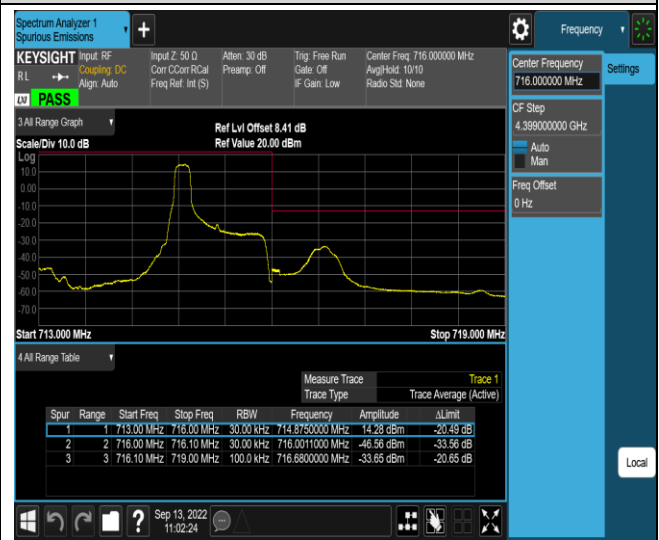 Spectrum Analyzer 1
Spurious Emissions
Frequency
KEYSIGHT Input: RF Input Z: 50 Ω Atten: 30 dB Trig: Free Run Center Freq: 716.000000 MHz
RL Coupling: DC Corr CCorr RCal Preamp: Off Gate: Off Avg|Hold: 10/10
Align: Auto Freq Ref: Int (S) IF Gain: Low Radio Std: None
LXI PASS
3 All Range Graph
Ref Lvl Offset 8.41 dB
Scale/Div 10.0 dB Ref Value 20.00 dBm
Log
10.0
0.00
-10.0
-20.0
-30.0
-40.0
-50.0
-60.0
-70.0
Start 713.000 MHz Stop 719.000 MHz
4 All Range Table
Measure Trace Trace 1
Trace Type Trace Average (Active)
Spur Range Start Freq Stop Freq RBW Frequency Amplitude ΔLimit
1 1 713.00 MHz 716.00 MHz 30.00 kHz 714.8750000 MHz 14.28 dBm -20.49 dB
2 2 716.00 MHz 716.10 MHz 30.00 kHz 716.0011000 MHz -46.56 dBm -33.56 dB
3 3 716.10 MHz 719.00 MHz 100.0 kHz 716.6800000 MHz -33.65 dBm -20.65 dB
Sep 13, 2022
11:02:24
Center Frequency
716.000000 MHz
Settings
CF Step
4.399000000 GHz
Auto
Man
Freq Offset
0 Hz
Local